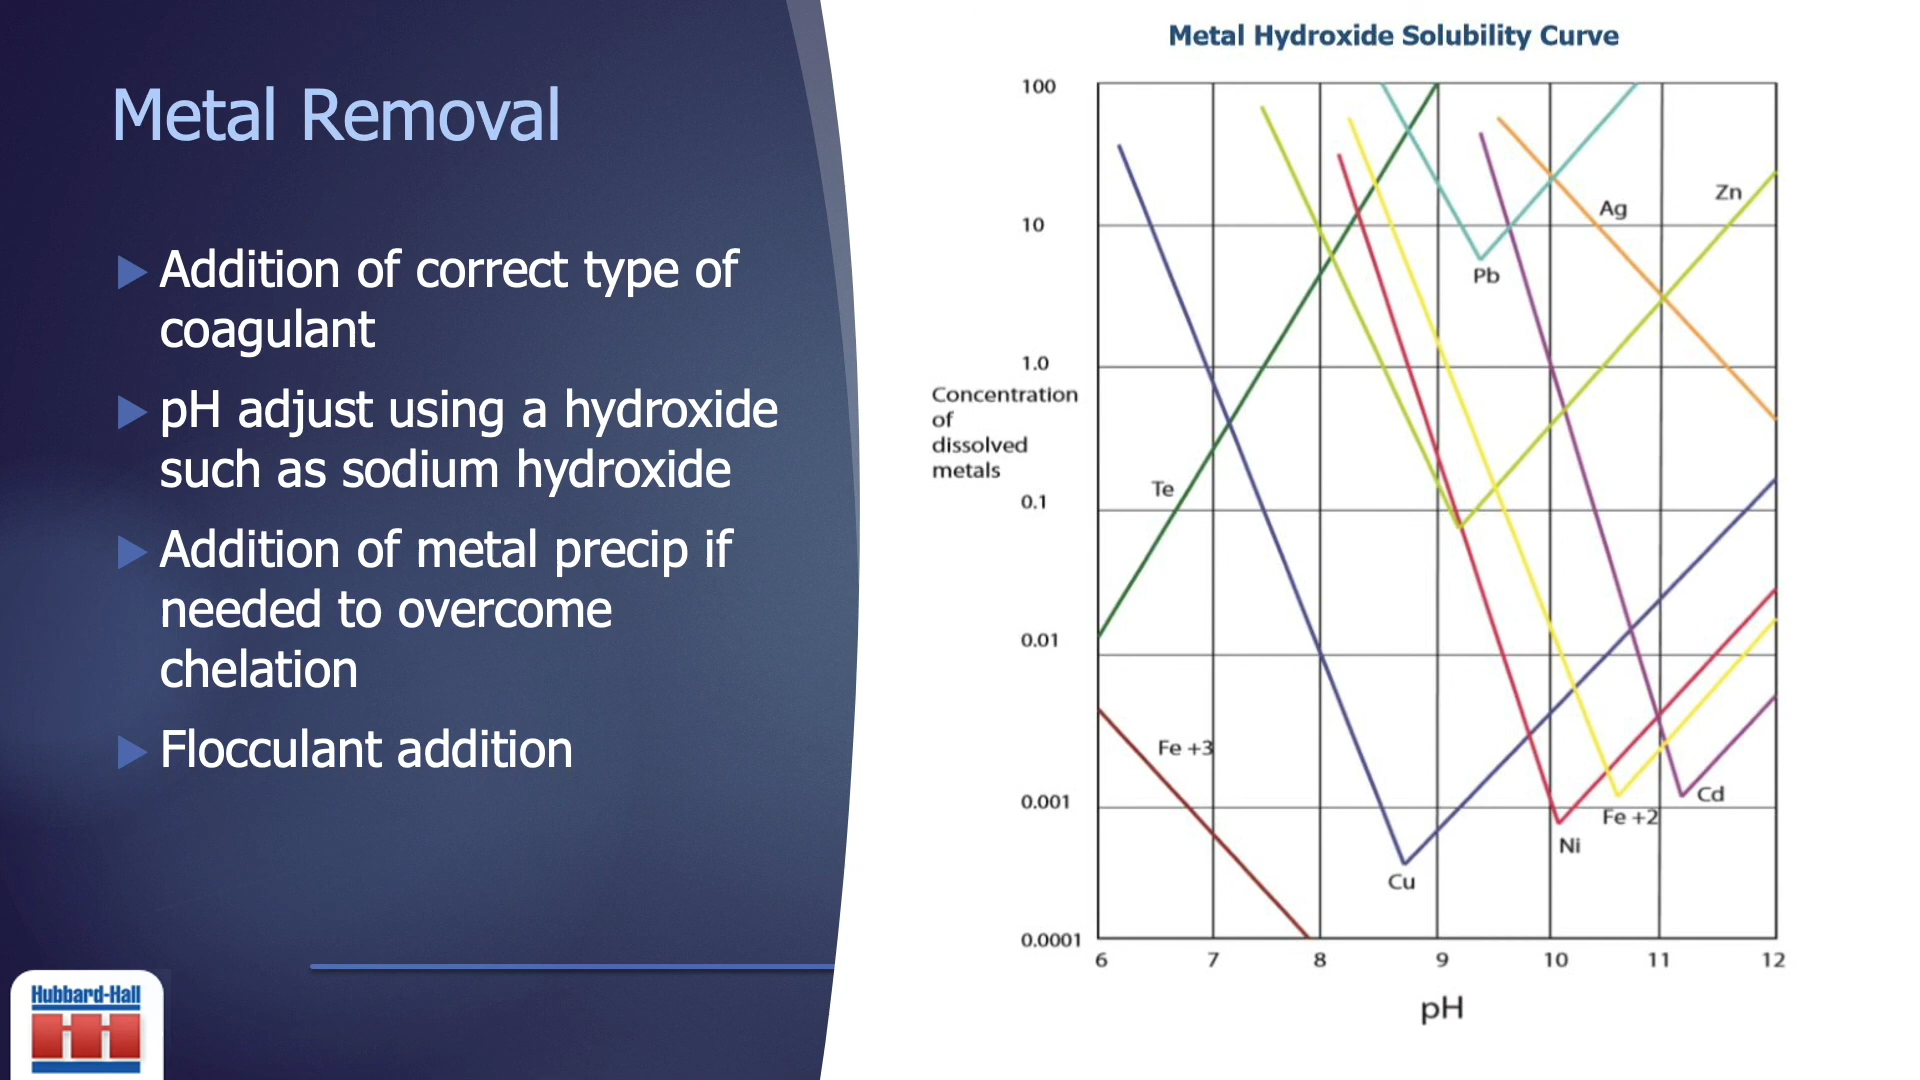 Metal Removal
Addition of correct type of
coagulant
pH adjust using a hydroxide
such as sodium hydroxide
Addition of metal precip if
needed to overcome
chelation
Flocculant addition
Hubbard-Hall
Metal Hydroxide Solubility Curve
100
10
1.0
Concentration
of
dissolved
metals
0.1
0.01
0.001
0.0001
Zn
Ag
Pb
Te
Fe +3
Cd
Fe +2
Ni
Cu
6 7 8 9 10 11 12
pH